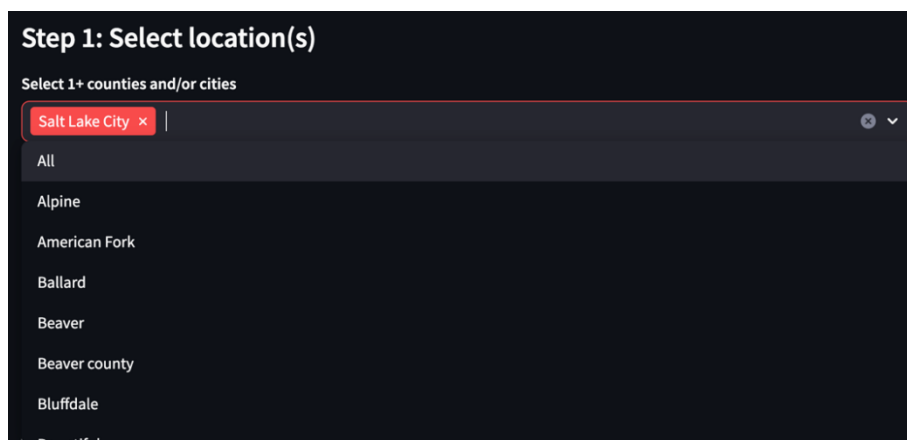 Step 1: Select location(s)
Select 1+ counties and/or cities
Salt Lake City ×
All
Alpine
American Fork
Ballard
Beaver
Beaver county
Bluffdale